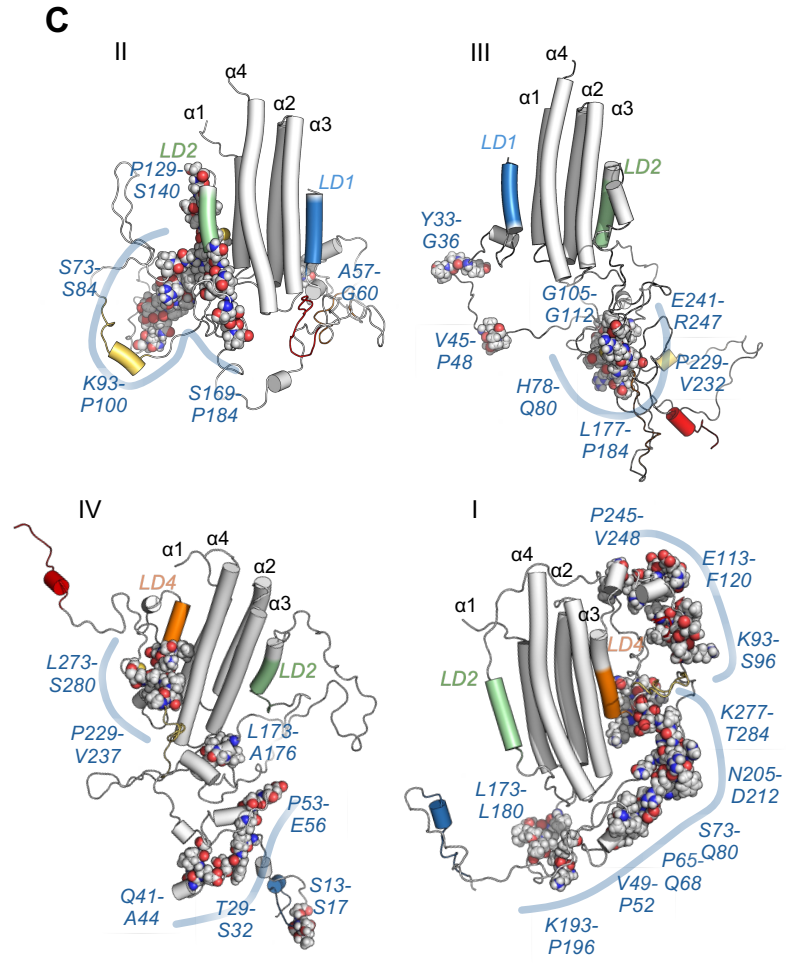 C
II
α4
α1
α2
α3
LD2
P129-
S140
LD1
S73-
S84
A57-
G60
K93-
P100
S169-
P184
III
α4
α1
α2
α3
LD1
LD2
Y33-
G36
G105-
G112
E241-
R247
V45-
P48
P229-
V232
H78-
Q80
L177-
P184
IV
α1
α4
α2
α3
LD4
LD2
L273-
S280
P229-
V237
L173-
A176
P53-
E56
Q41-
A44
T29-
S32
S13-
S17
I
P245-
V248
α4
α2
E113-
F120
α1
α3
LD4
K93-
S96
LD2
K277-
T284
L173-
L180
N205-
D212
S73-
Q80
P65-
Q68
V49-
P52
K193-
P196